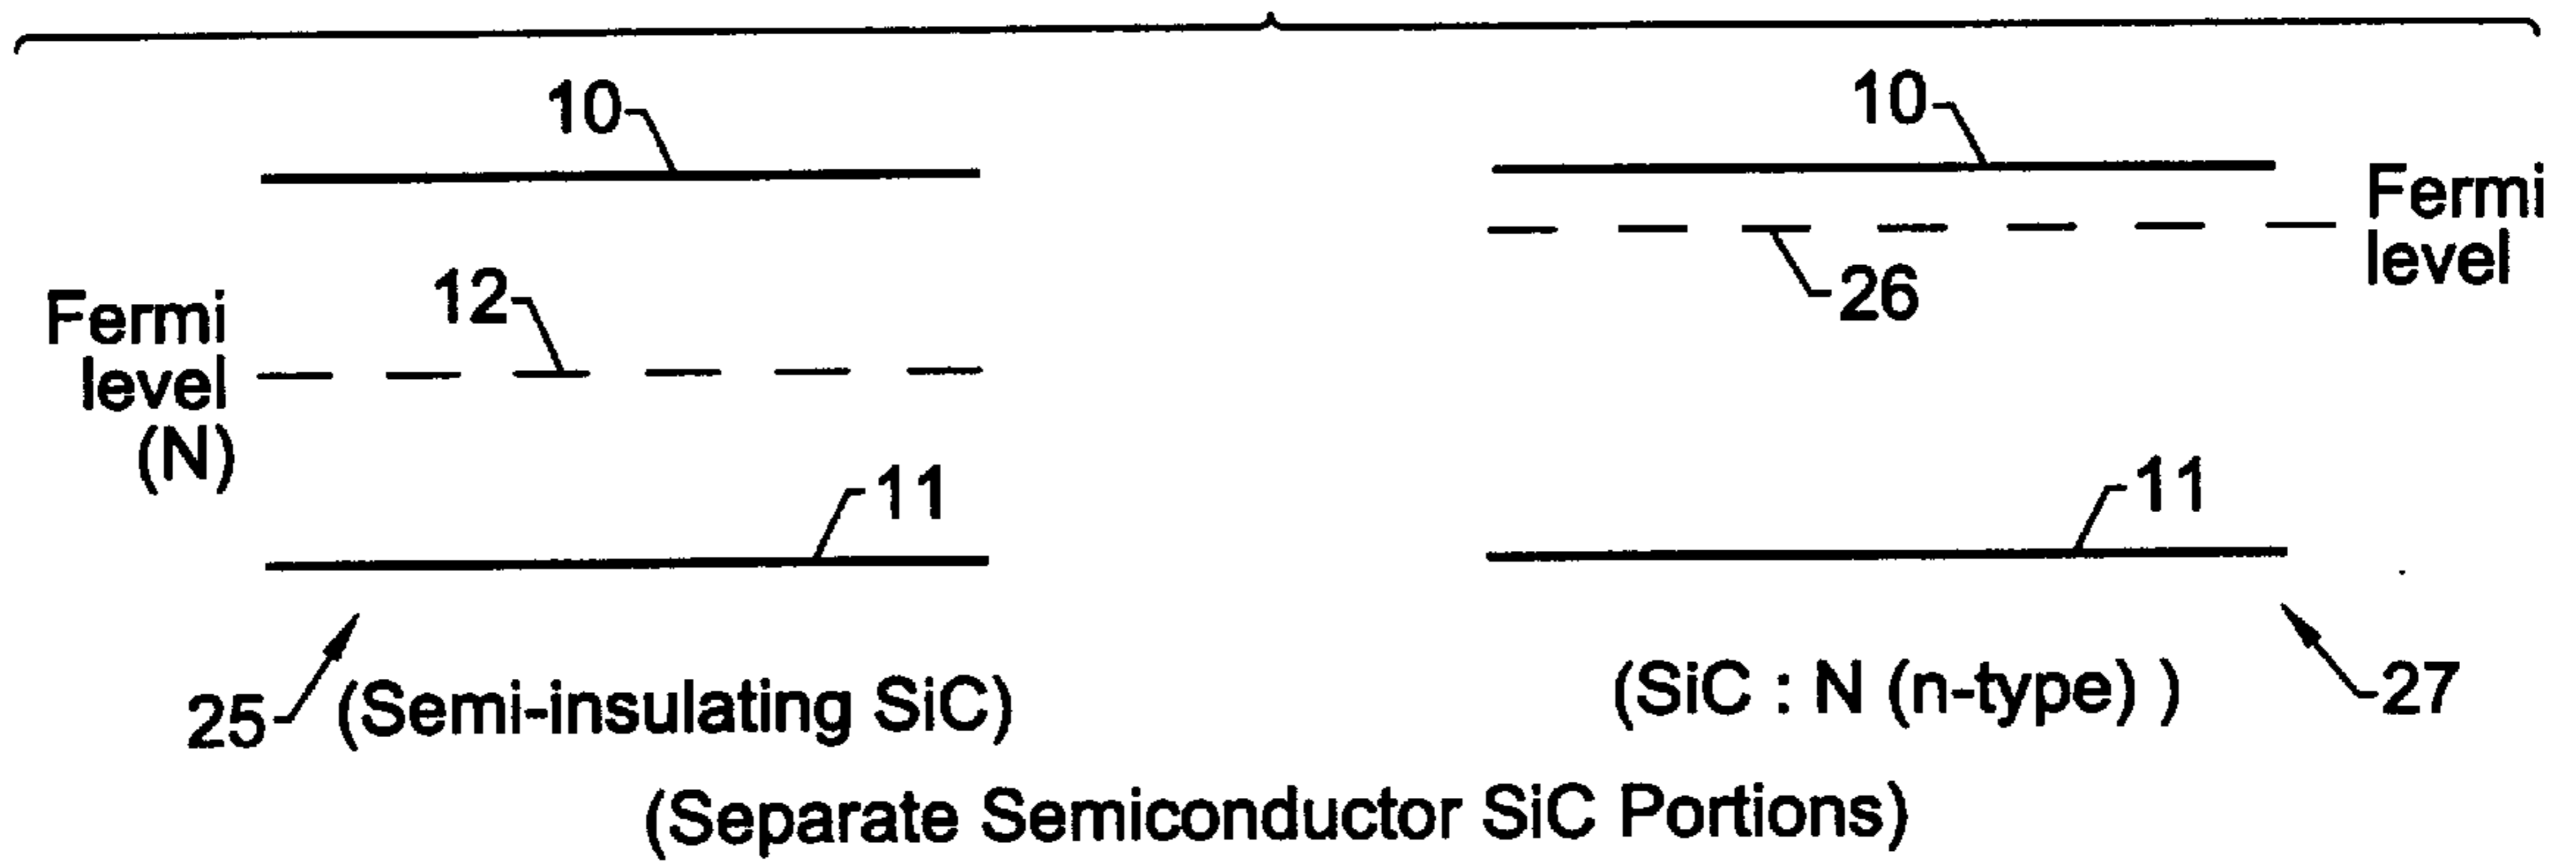 10
10
Fermi
level
12
26
Fermi
level
(N)
11
11
25
(Semi-insulating SiC)
(SiC : N (n-type) )
27
(Separate Semiconductor SiC Portions)